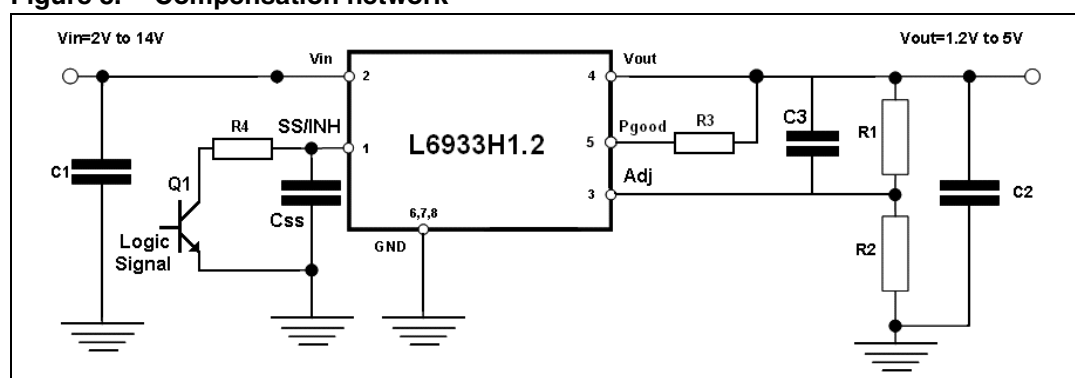 Figure 8. Compensation network
Vin=2V to 14V
Vout=1.2V to 5V
Vin
Vout
2
4
R4
SS/INH
L6933H1.2
Pgood
R3
C3
R1
1
5
C1
Q1
Adj
3
Css
C2
6,7,8
GND
R2
Logic
Signal